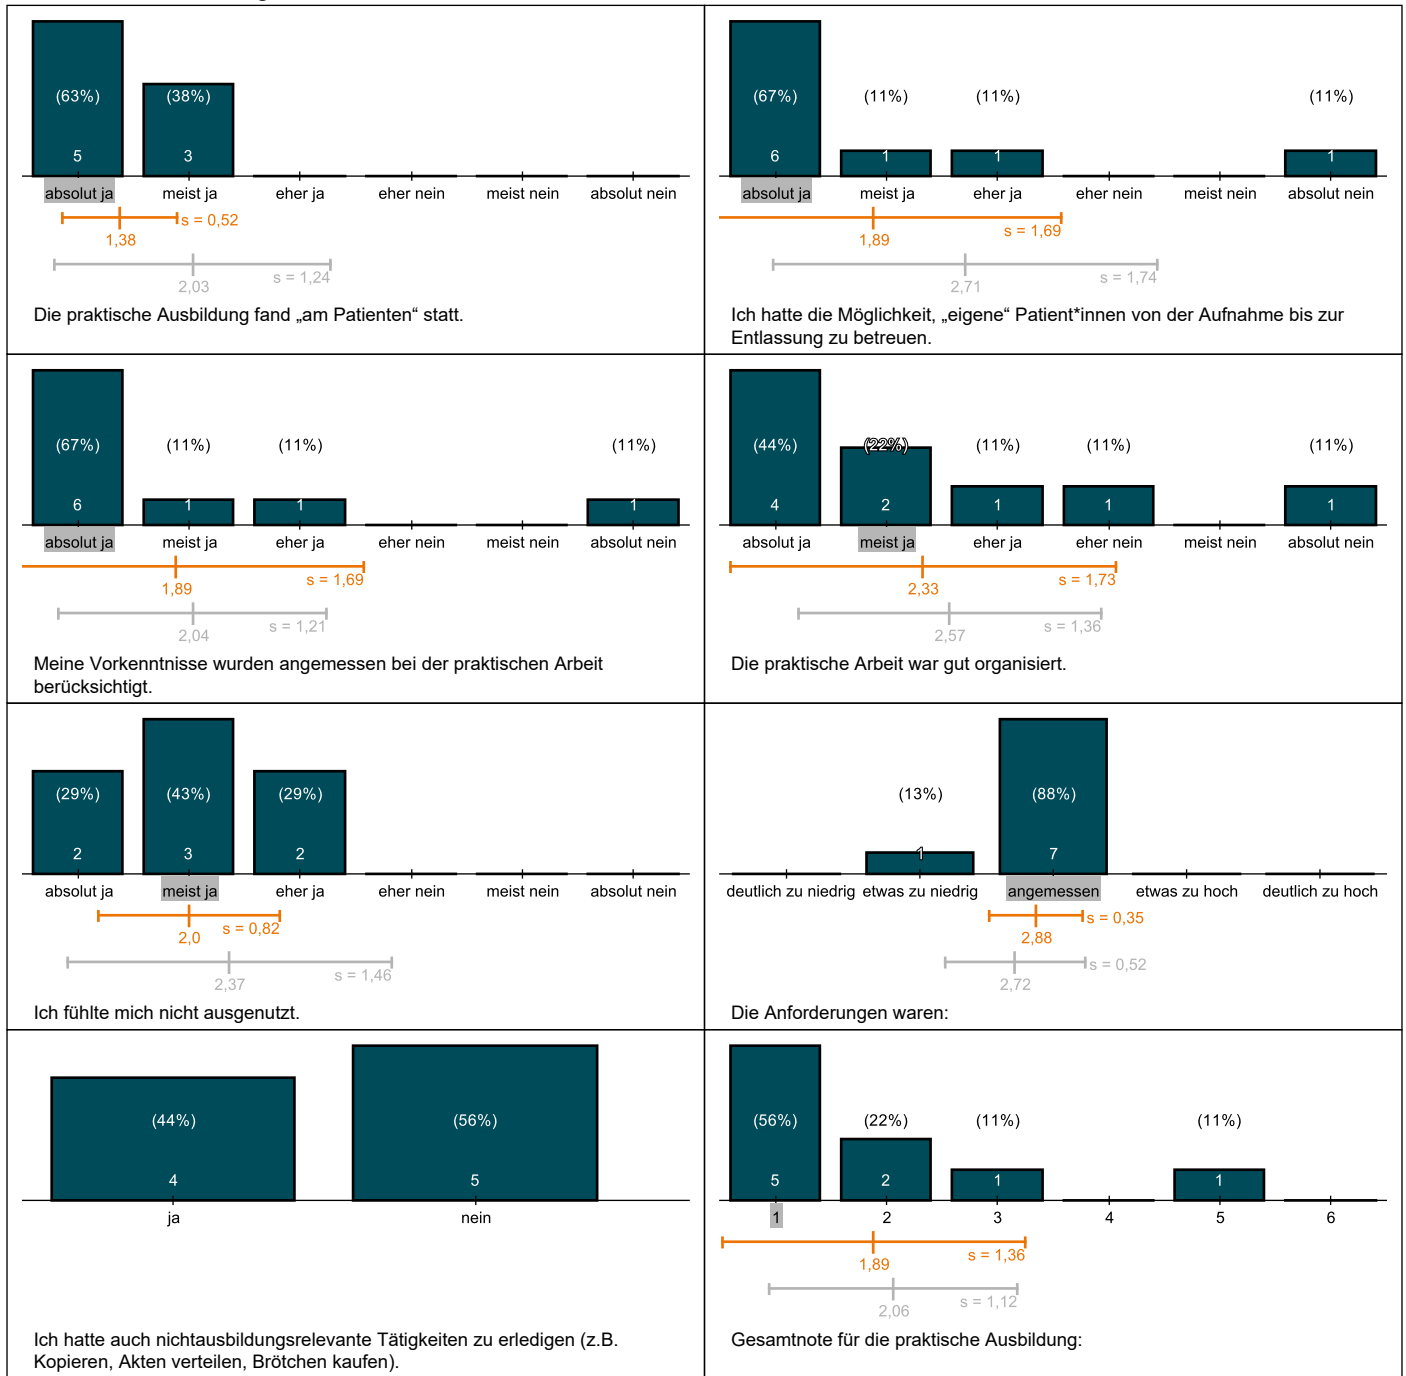 (63%) (38%)
5 3
absolut ja meist ja eher ja eher nein meist nein absolut nein
s = 0,52
1,38
s = 1,24
2,03
Die praktische Ausbildung fand „am Patienten“ statt.
(67%) (11%) (11%) (11%)
6 1 1 1
absolut ja meist ja eher ja eher nein meist nein absolut nein
s = 1,69
1,89
s = 1,74
2,71
Ich hatte die Möglichkeit, „eigene“ Patient*innen von der Aufnahme bis zur
Entlassung zu betreuen.
(67%) (11%) (11%) (11%)
6 1 1 1
absolut ja meist ja eher ja eher nein meist nein absolut nein
s = 1,69
1,89
s = 1,21
2,04
Meine Vorkenntnisse wurden angemessen bei der praktischen Arbeit
berücksichtigt.
(44%) (22%) (11%) (11%) (11%)
4 2 1 1 1
absolut ja meist ja eher ja eher nein meist nein absolut nein
s = 1,73
2,33
s = 1,36
2,57
Die praktische Arbeit war gut organisiert.
(29%) (43%) (29%)
2 3 2
absolut ja meist ja eher ja eher nein meist nein absolut nein
s = 0,82
2,0
s = 1,46
2,37
Ich fühlte mich nicht ausgenutzt.
(13%) (88%)
1 7
deutlich zu niedrig etwas zu niedrig angemessen etwas zu hoch deutlich zu hoch
s = 0,35
2,88
s = 0,52
2,72
Die Anforderungen waren:
(44%) (56%)
4 5
ja nein
Ich hatte auch nichtausbildungsrelevante Tätigkeiten zu erledigen (z.B.
Kopieren, Akten verteilen, Brötchen kaufen).
(56%) (22%) (11%) (11%)
5 2 1 1
1 2 3 4 5 6
s = 1,36
1,89
s = 1,12
2,06
Gesamtnote für die praktische Ausbildung: